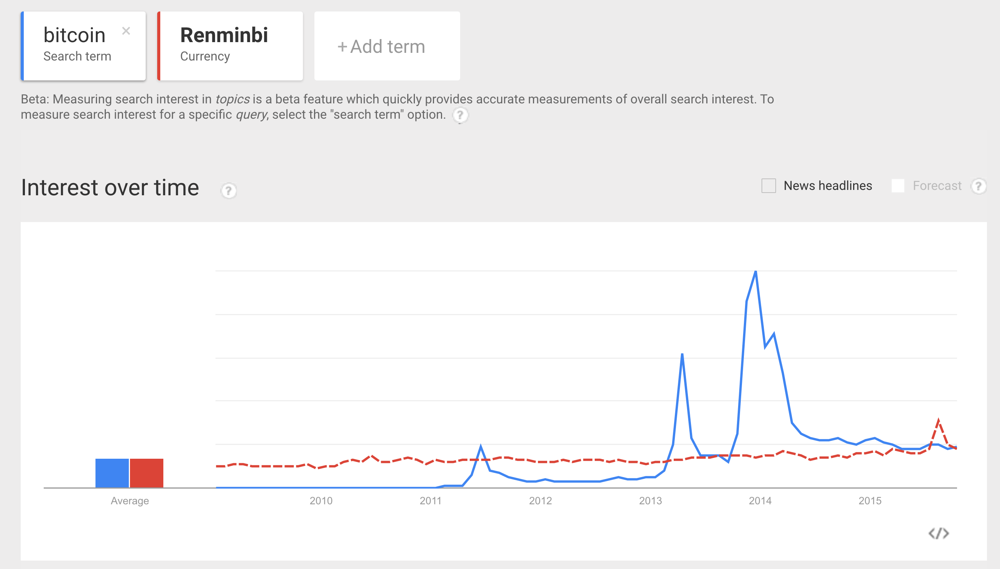 bitcoin ×
Search term
Renminbi
Currency
+ Add term
Beta: Measuring search interest in topics is a beta feature which quickly provides accurate measurements of overall search interest. To
measure search interest for a specific query, select the "search term" option. ?
Interest over time ?
News headlines
Forecast ?
Average
2010
2011
2012
2013
2014
2015
</>